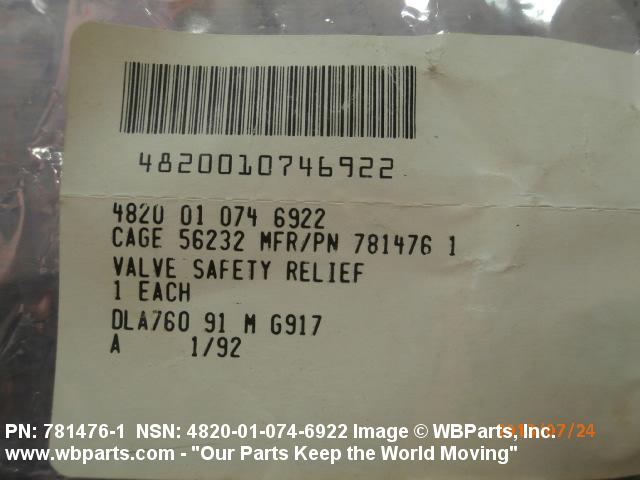 4820010746922
4820 01 074 6922
CAGE 56232 MFR/PN 781476 1
VALVE SAFETY RELIEF
1 EACH
DLA760 91 M G917
A 1/92
PN: 781476-1 NSN: 4820-01-074-6922 Image © WBParts, Inc.
www.wbparts.com - "Our Parts Keep the World Moving"